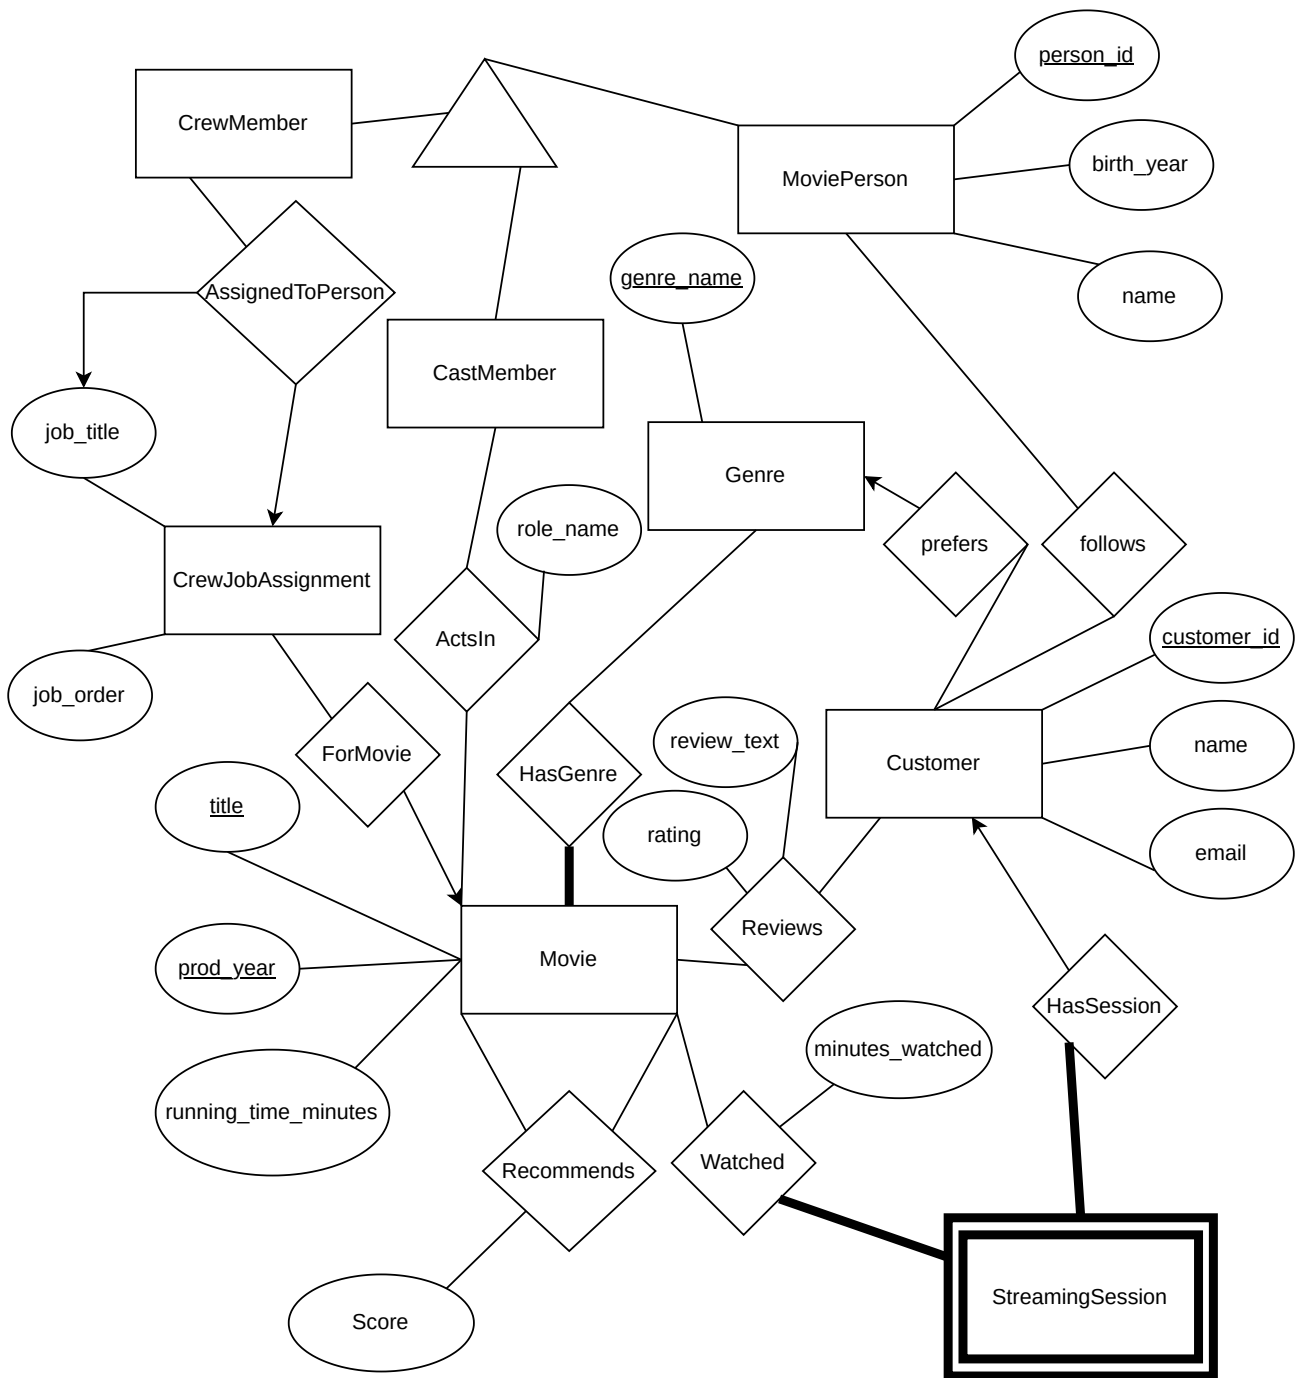 person_id
CrewMember
birth_year
MoviePerson
genre_name
AssignedToPerson
name
CastMember
job_title
Genre
role_name
prefers
follows
CrewJobAssignment
ActsIn
customer_id
job_order
review_text
name
ForMovie
HasGenre
Customer
title
rating
email
Reviews
Movie
prod_year
HasSession
minutes_watched
running_time_minutes
Watched
Recommends
StreamingSession
Score